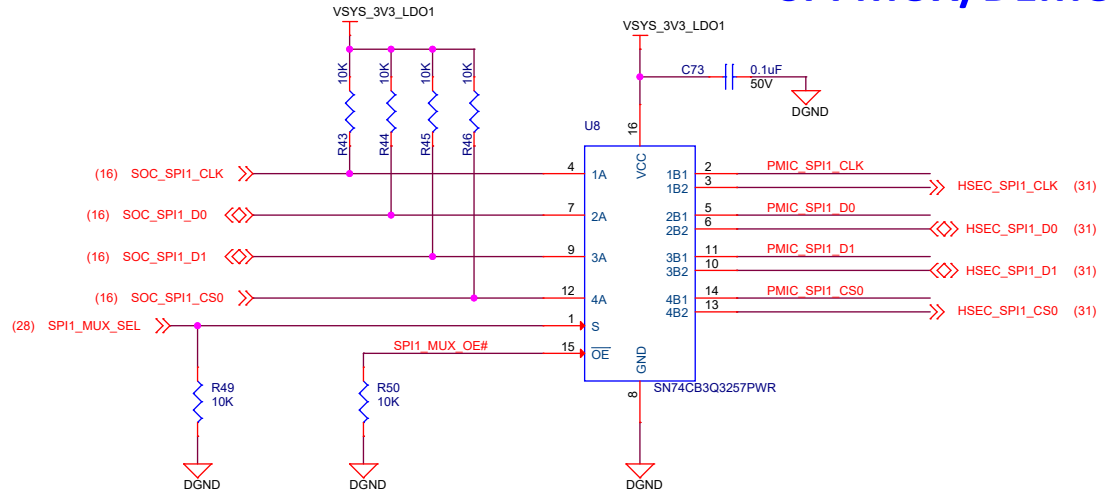 VSYS_3V3_LDO1
VSYS_3V3_LDO1
10K
10K
10K
10K
R43
R44
R45
R46
C73
0.1uF
50V
DGND
U8
16
VCC
(16) SOC_SPI1_CLK
4
1A
1B1
2
PMIC_SPI1_CLK
1B2
3
HSEC_SPI1_CLK (31)
(16) SOC_SPI1_D0
7
2A
2B1
5
PMIC_SPI1_D0
2B2
6
HSEC_SPI1_D0 (31)
(16) SOC_SPI1_D1
9
3A
3B1
11
PMIC_SPI1_D1
3B2
10
HSEC_SPI1_D1 (31)
(16) SOC_SPI1_CS0
12
4A
4B1
14
PMIC_SPI1_CS0
4B2
13
HSEC_SPI1_CS0 (31)
(28) SPI1_MUX_SEL
1
S
SPI1_MUX_OE#
15
OE
GND
8
SN74CB3Q3257PWR
R49
10K
R50
10K
DGND
DGND
DGND